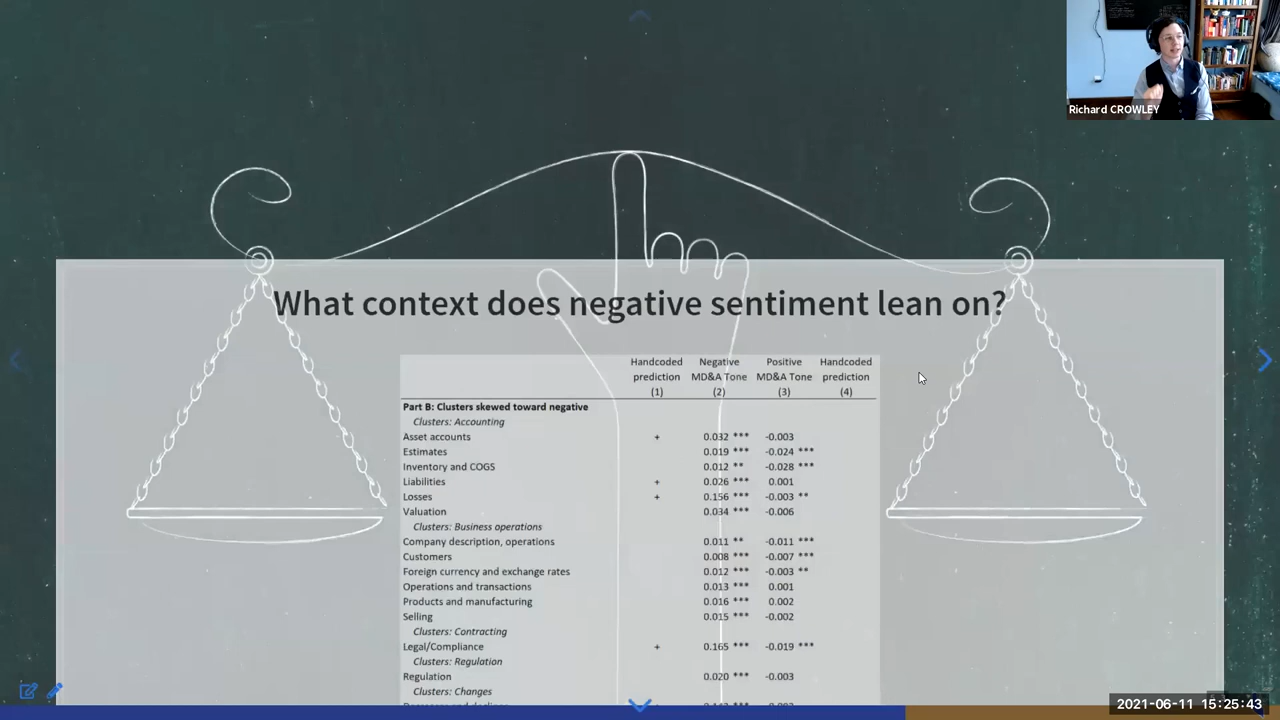 Richard CROWLEY
What context does negative sentiment lean on?
Handcoded Negative Positive Handcoded
prediction MD&A Tone MD&A Tone prediction
(1) (2) (3) (4)
Part B: Clusters skewed toward negative
Clusters: Accounting
Asset accounts + 0.032 *** -0.003
Estimates 0.019 *** -0.024 ***
Inventory and COGS 0.012 ** -0.028 ***
Liabilities + 0.026 *** 0.001
Losses + 0.156 *** -0.003 **
Valuation 0.034 *** -0.006
Clusters: Business operations
Company description, operations 0.011 ** -0.011 ***
Customers 0.008 *** -0.007 ***
Foreign currency and exchange rates 0.012 *** -0.003 **
Operations and transactions 0.013 *** 0.001
Products and manufacturing 0.016 *** 0.002
Selling 0.015 *** -0.002
Clusters: Contracting
Legal/Compliance + 0.165 *** -0.019 ***
Clusters: Regulation
Regulation 0.020 *** -0.003
Clusters: Changes
2021-06-11 15:25:43